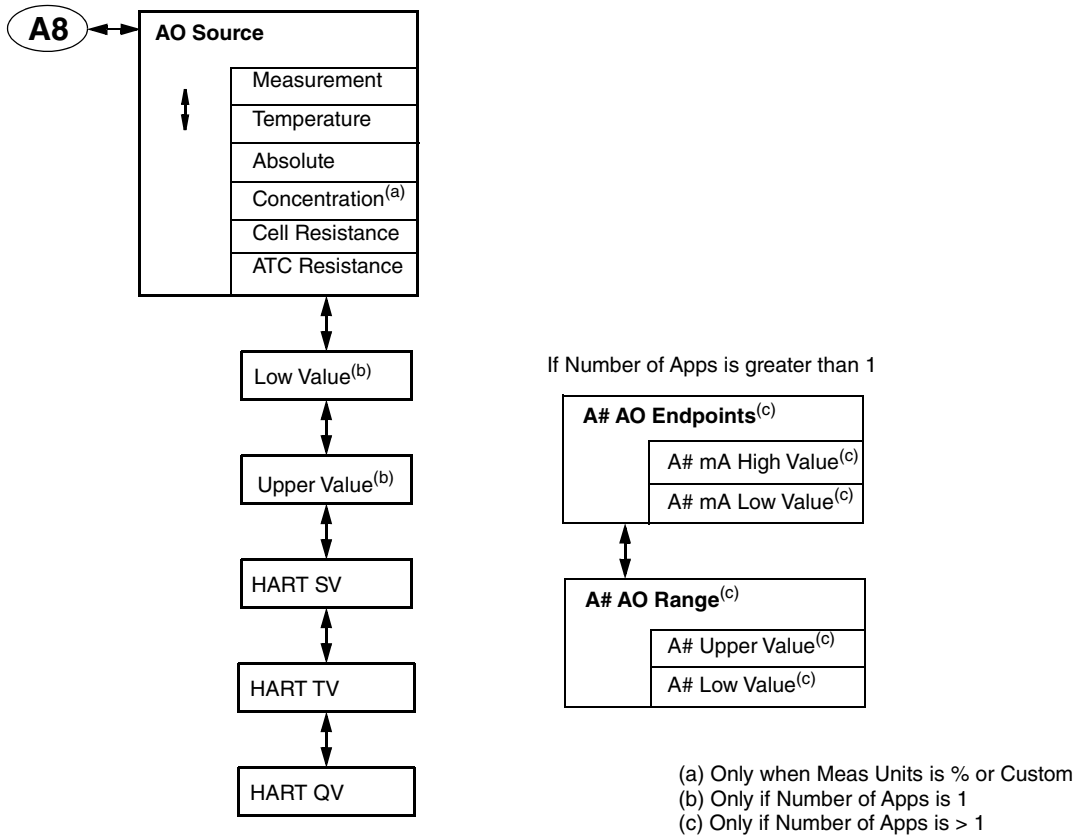 A8
AO Source
Measurement
Temperature
Absolute
Concentration(a)
Cell Resistance
ATC Resistance
Low Value(b)
Upper Value(b)
HART SV
HART TV
HART QV
If Number of Apps is greater than 1
A# AO Endpoints(c)
A# mA High Value(c)
A# mA Low Value(c)
A# AO Range(c)
A# Upper Value(c)
A# Low Value(c)
(a) Only when Meas Units is % or Custom
(b) Only if Number of Apps is 1
(c) Only if Number of Apps is > 1